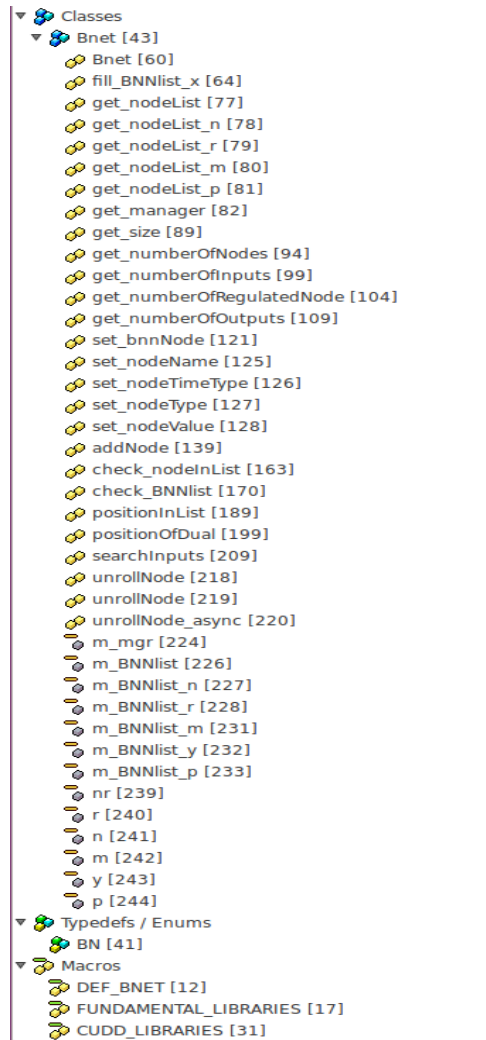 Classes
Bnet [43]
Bnet [60]
fill_BNNlist_x [64]
get_nodeList [77]
get_nodeList_n [78]
get_nodeList_r [79]
get_nodeList_m [80]
get_nodeList_p [81]
get_manager [82]
get_size [89]
get_numberOfNodes [94]
get_numberOfInputs [99]
get_numberOfRegulatedNode [104]
get_numberOfOutputs [109]
set_bnnNode [121]
set_nodeName [125]
set_nodeTimeType [126]
set_nodeType [127]
set_nodeValue [128]
addNode [139]
check_nodeInList [163]
check_BNNlist [170]
positionInList [189]
positionOfDual [199]
searchInputs [209]
unrollNode [218]
unrollNode [219]
unrollNode_async [220]
m_mgr [224]
m_BNNlist [226]
m_BNNlist_n [227]
m_BNNlist_r [228]
m_BNNlist_m [231]
m_BNNlist_y [232]
m_BNNlist_p [233]
nr [239]
r [240]
n [241]
m [242]
y [243]
p [244]
Typedefs / Enums
BN [41]
Macros
DEF_BNET [12]
FUNDAMENTAL_LIBRARIES [17]
CUDD_LIBRARIES [31]